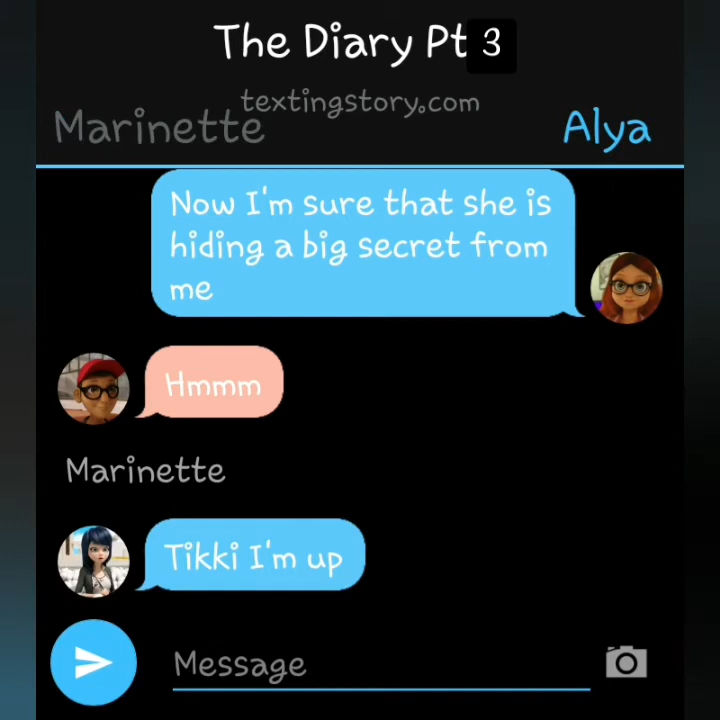 The Diary Pt 3
textingstory.com
Marinette
Alya
Now I'm sure that she is
hiding a big secret from
me
Hmmm
Marinette
Tikki I'm up
Message